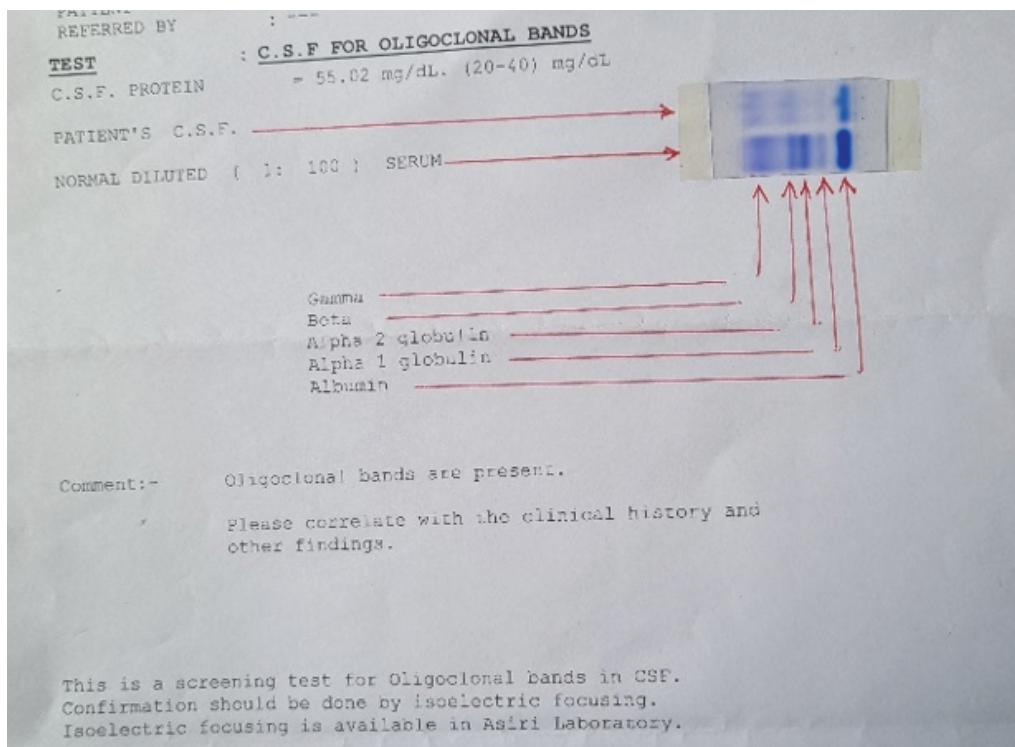 PATIENT : ---
REFERRED BY
TEST : C.S.F FOR OLIGOCLONAL BANDS
C.S.F. PROTEIN = 55.02 mg/dL. (20-40) mg/dL
PATIENT'S C.S.F.
NORMAL DILUTED ( 1: 100 ) SERUM
Gamma
Beta
Alpha 2 globulin
Alpha 1 globulin
Albumin
Comment:- Oligoclonal bands are present.
Please correlate with the clinical history and
other findings.
This is a screening test for Oligoclonal bands in CSF.
Confirmation should be done by isoelectric focusing.
Isoelectric focusing is available in Asiri Laboratory.